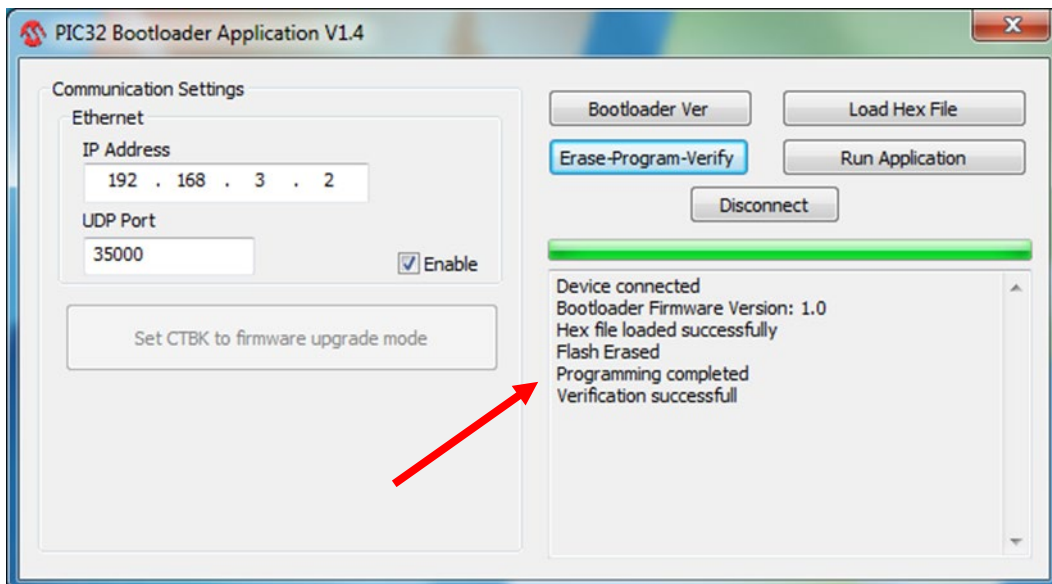 PIC32 Bootloader Application V1.4
Communication Settings
Ethernet
IP Address
192 . 168 . 3 . 2
UDP Port
35000
Enable
Set CTBK to firmware upgrade mode
Bootloader Ver
Load Hex File
Erase-Program-Verify
Run Application
Disconnect
Device connected
Bootloader Firmware Version: 1.0
Hex file loaded successfully
Flash Erased
Programming completed
Verification successfull